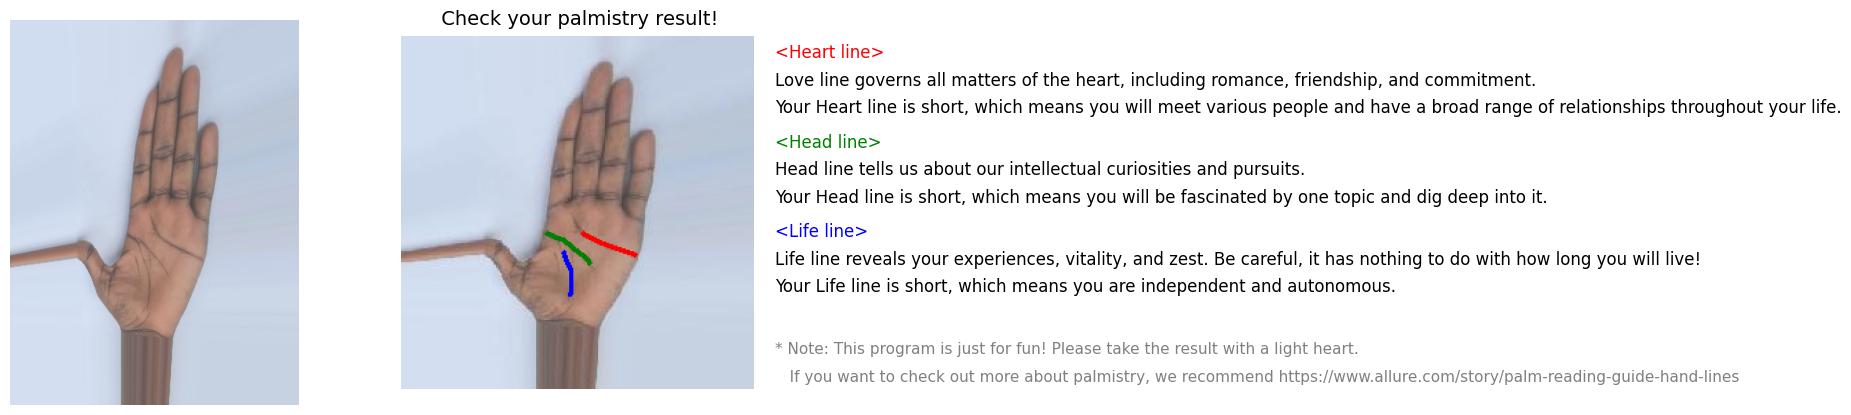 Check your palmistry result!
<Heart line>
Love line governs all matters of the heart, including romance, friendship, and commitment.
Your Heart line is short, which means you will meet various people and have a broad range of relationships throughout your life.
<Head line>
Head line tells us about our intellectual curiosities and pursuits.
Your Head line is short, which means you will be fascinated by one topic and dig deep into it.
<Life line>
Life line reveals your experiences, vitality, and zest. Be careful, it has nothing to do with how long you will live!
Your Life line is short, which means you are independent and autonomous.
* Note: This program is just for fun! Please take the result with a light heart.
If you want to check out more about palmistry, we recommend https://www.allure.com/story/palm-reading-guide-hand-lines